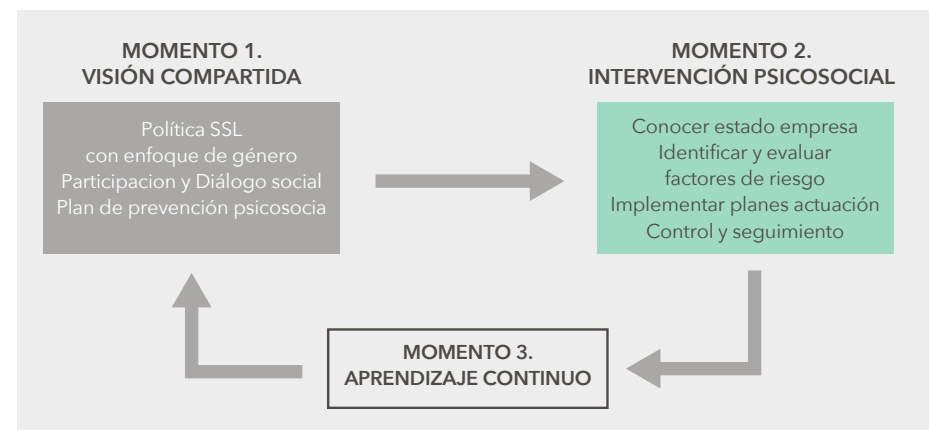 MOMENTO 1.
VISIÓN COMPARTIDA
Política SSL
con enfoque de género
Participacion y Diálogo social
Plan de prevención psicosocia
MOMENTO 2.
INTERVENCIÓN PSICOSOCIAL
Conocer estado empresa
Identificar y evaluar
factores de riesgo
Implementar planes actuación
Control y seguimiento
MOMENTO 3.
APRENDIZAJE CONTINUO